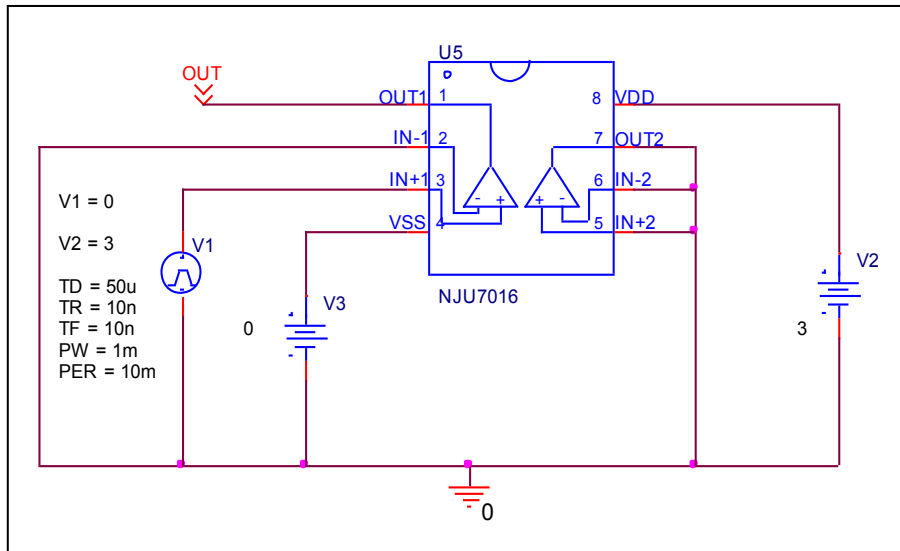 U5
OUT
OUT1 1 8 VDD
IN-1 2 7 OUT2
IN+1 3 6 IN-2
VSS 4 5 IN+2
- + + -
NJU7016
V1 = 0
V2 = 3
TD = 50u
TR = 10n
TF = 10n
PW = 1m
PER = 10m
V1
V3
0
V2
3
0